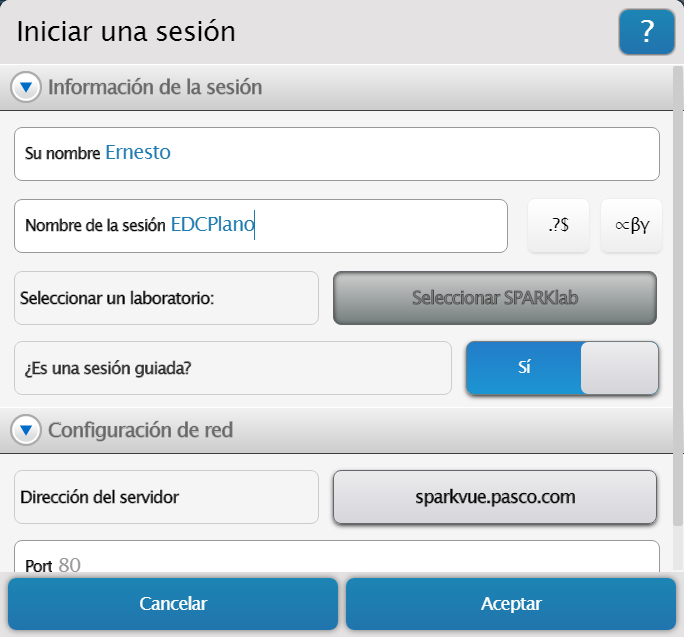 Iniciar una sesión
?
Información de la sesión
Su nombre Ernesto
Nombre de la sesión EDCPlano
.?$
∝βγ
Seleccionar un laboratorio:
Seleccionar SPARKlab
¿Es una sesión guiada?
Sí
Configuración de red
Dirección del servidor
sparkvue.pasco.com
Port 80
Cancelar
Aceptar